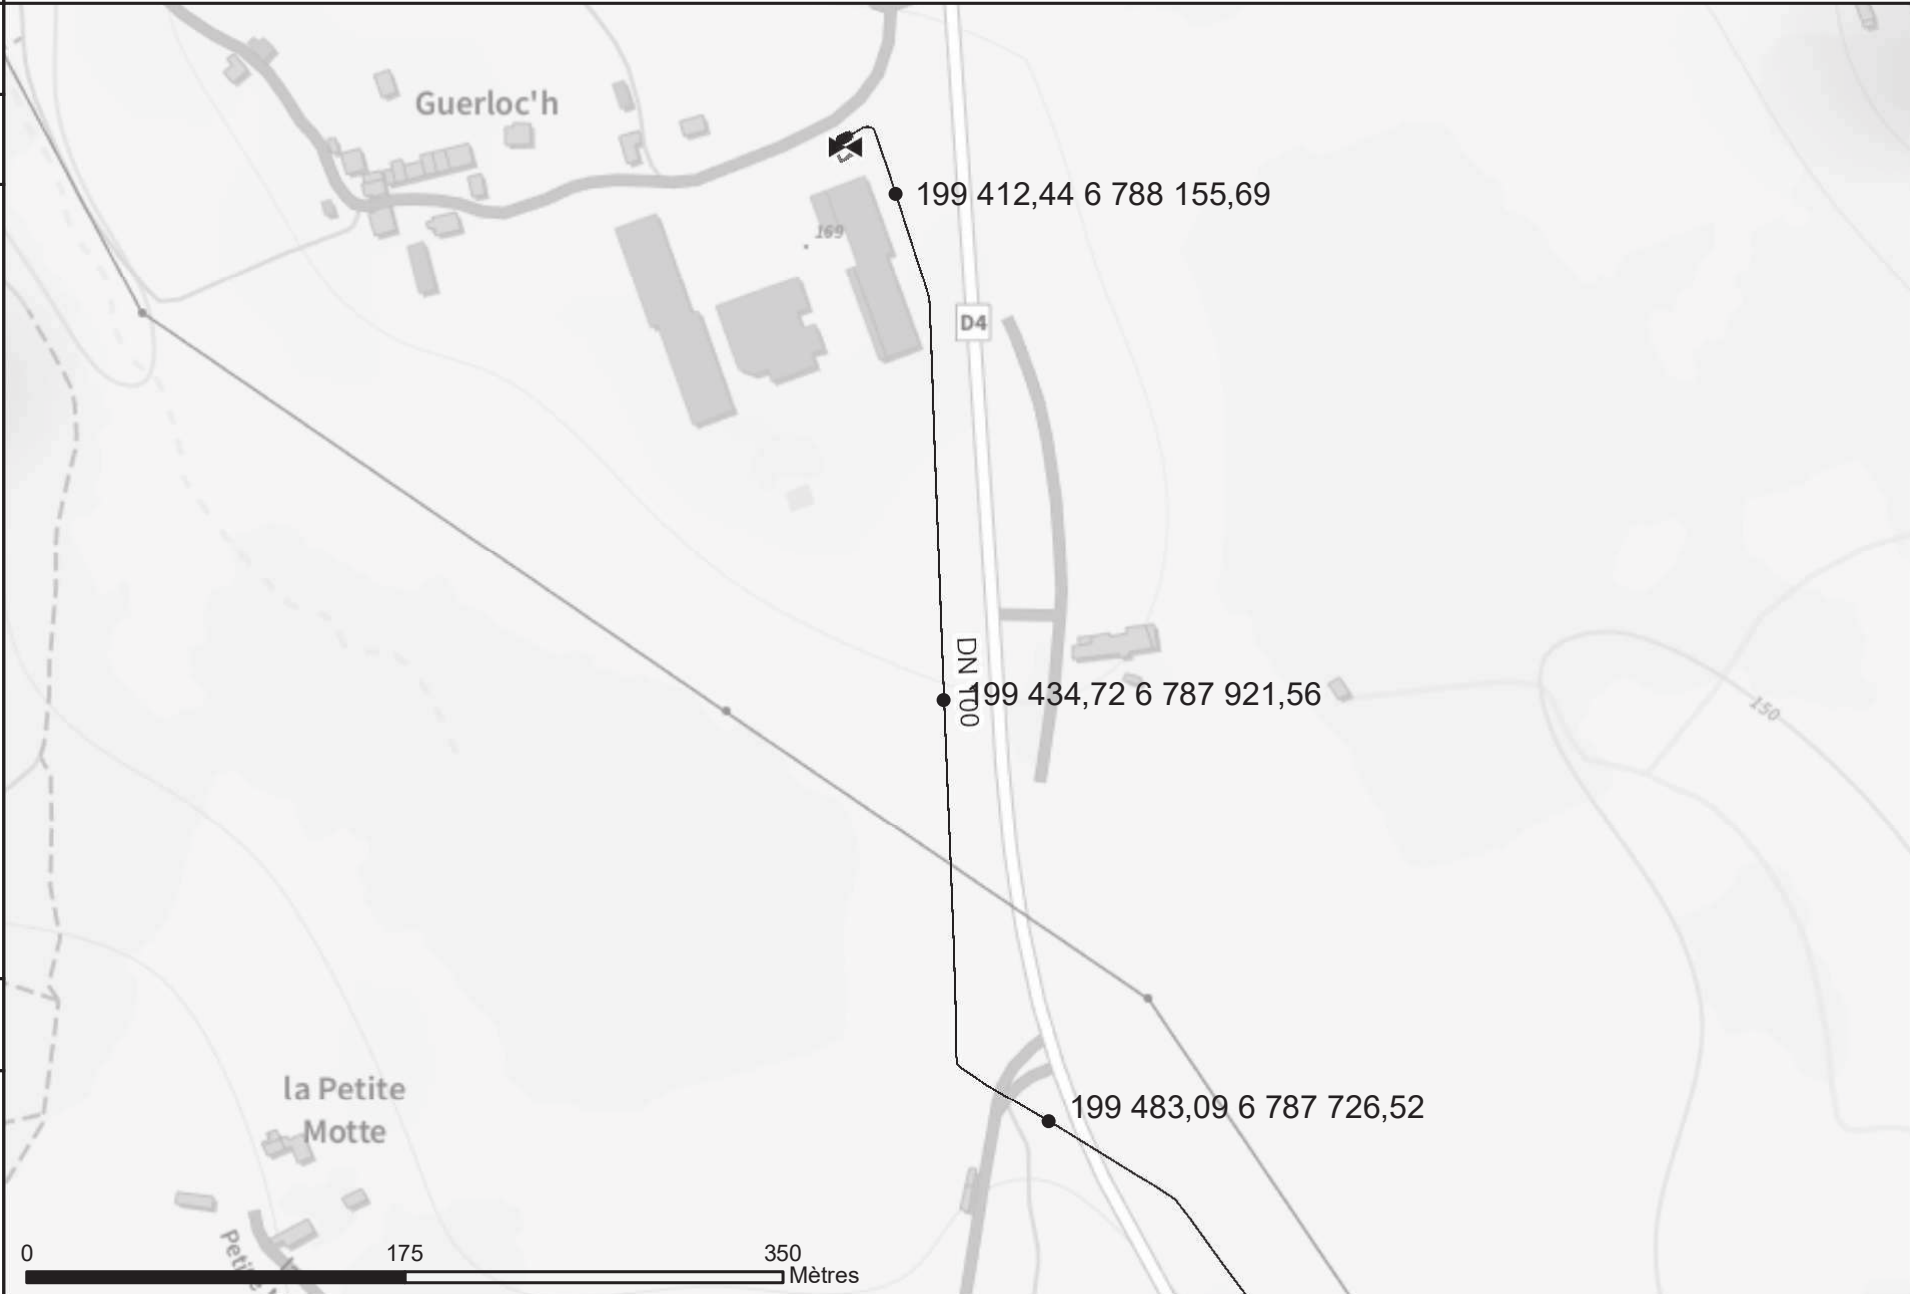 Guerloc'h
199 412,44 6 788 155,69
169
D4
DN 100
199 434,72 6 787 921,56
150
199 483,09 6 787 726,52
la Petite
Motte
Petite
0 175 350
Mètres